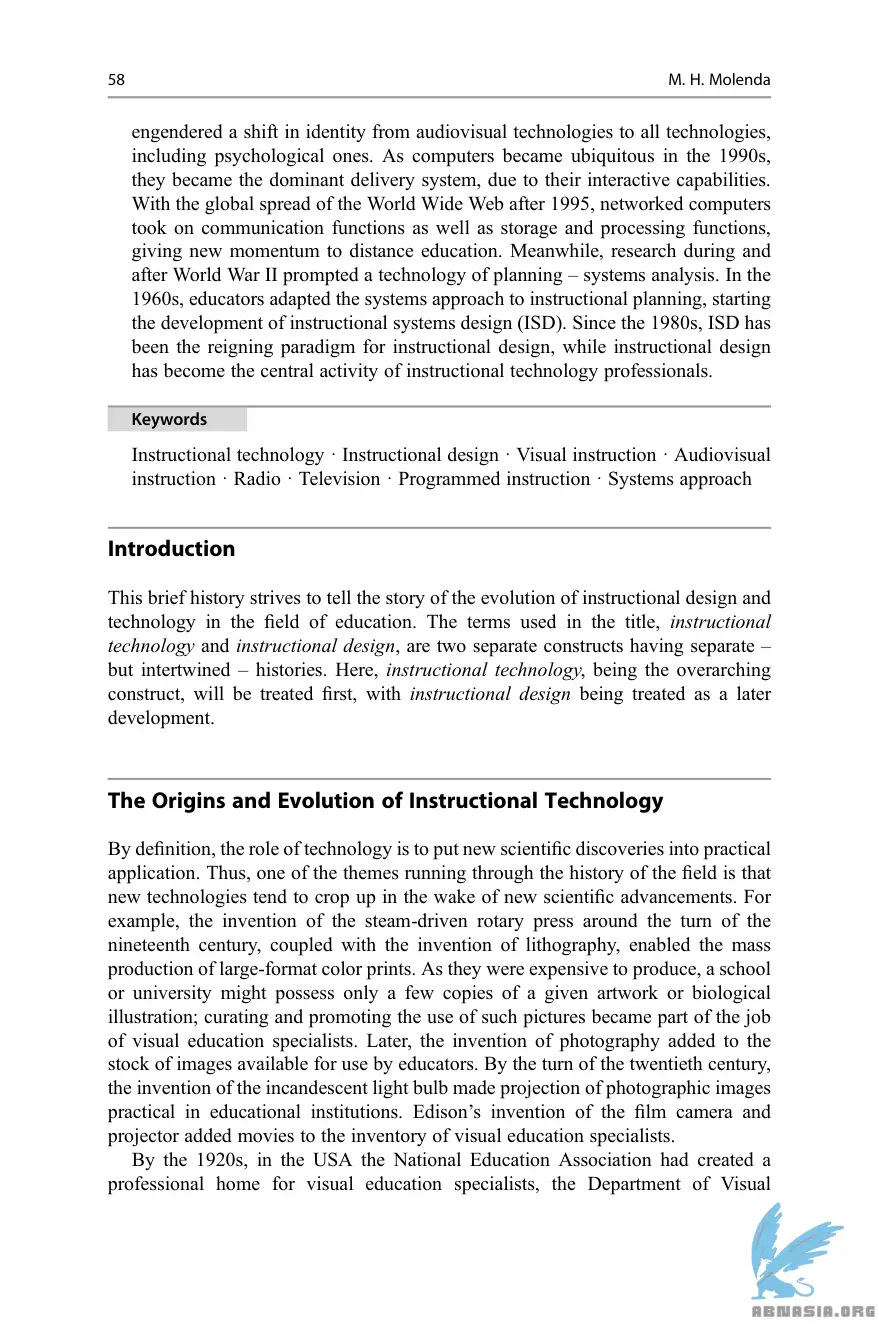 58
M. H. Molenda
engendered a shift in identity from audiovisual technologies to all technologies,
including psychological ones. As computers became ubiquitous in the 1990s,
they became the dominant delivery system, due to their interactive capabilities.
With the global spread of the World Wide Web after 1995, networked computers
took on communication functions as well as storage and processing functions,
giving new momentum to distance education. Meanwhile, research during and
after World War II prompted a technology of planning – systems analysis. In the
1960s, educators adapted the systems approach to instructional planning, starting
the development of instructional systems design (ISD). Since the 1980s, ISD has
been the reigning paradigm for instructional design, while instructional design
has become the central activity of instructional technology professionals.
Keywords
Instructional technology · Instructional design · Visual instruction · Audiovisual
instruction · Radio · Television · Programmed instruction · Systems approach
Introduction
This brief history strives to tell the story of the evolution of instructional design and
technology in the field of education. The terms used in the title, instructional
technology and instructional design, are two separate constructs having separate –
but intertwined – histories. Here, instructional technology, being the overarching
construct, will be treated first, with instructional design being treated as a later
development.
The Origins and Evolution of Instructional Technology
By definition, the role of technology is to put new scientific discoveries into practical
application. Thus, one of the themes running through the history of the field is that
new technologies tend to crop up in the wake of new scientific advancements. For
example, the invention of the steam-driven rotary press around the turn of the
nineteenth century, coupled with the invention of lithography, enabled the mass
production of large-format color prints. As they were expensive to produce, a school
or university might possess only a few copies of a given artwork or biological
illustration; curating and promoting the use of such pictures became part of the job
of visual education specialists. Later, the invention of photography added to the
stock of images available for use by educators. By the turn of the twentieth century,
the invention of the incandescent light bulb made projection of photographic images
practical in educational institutions. Edison's invention of the film camera and
projector added movies to the inventory of visual education specialists.
By the 1920s, in the USA the National Education Association had created a
professional home for visual education specialists, the Department of Visual
ABNASIA.ORG